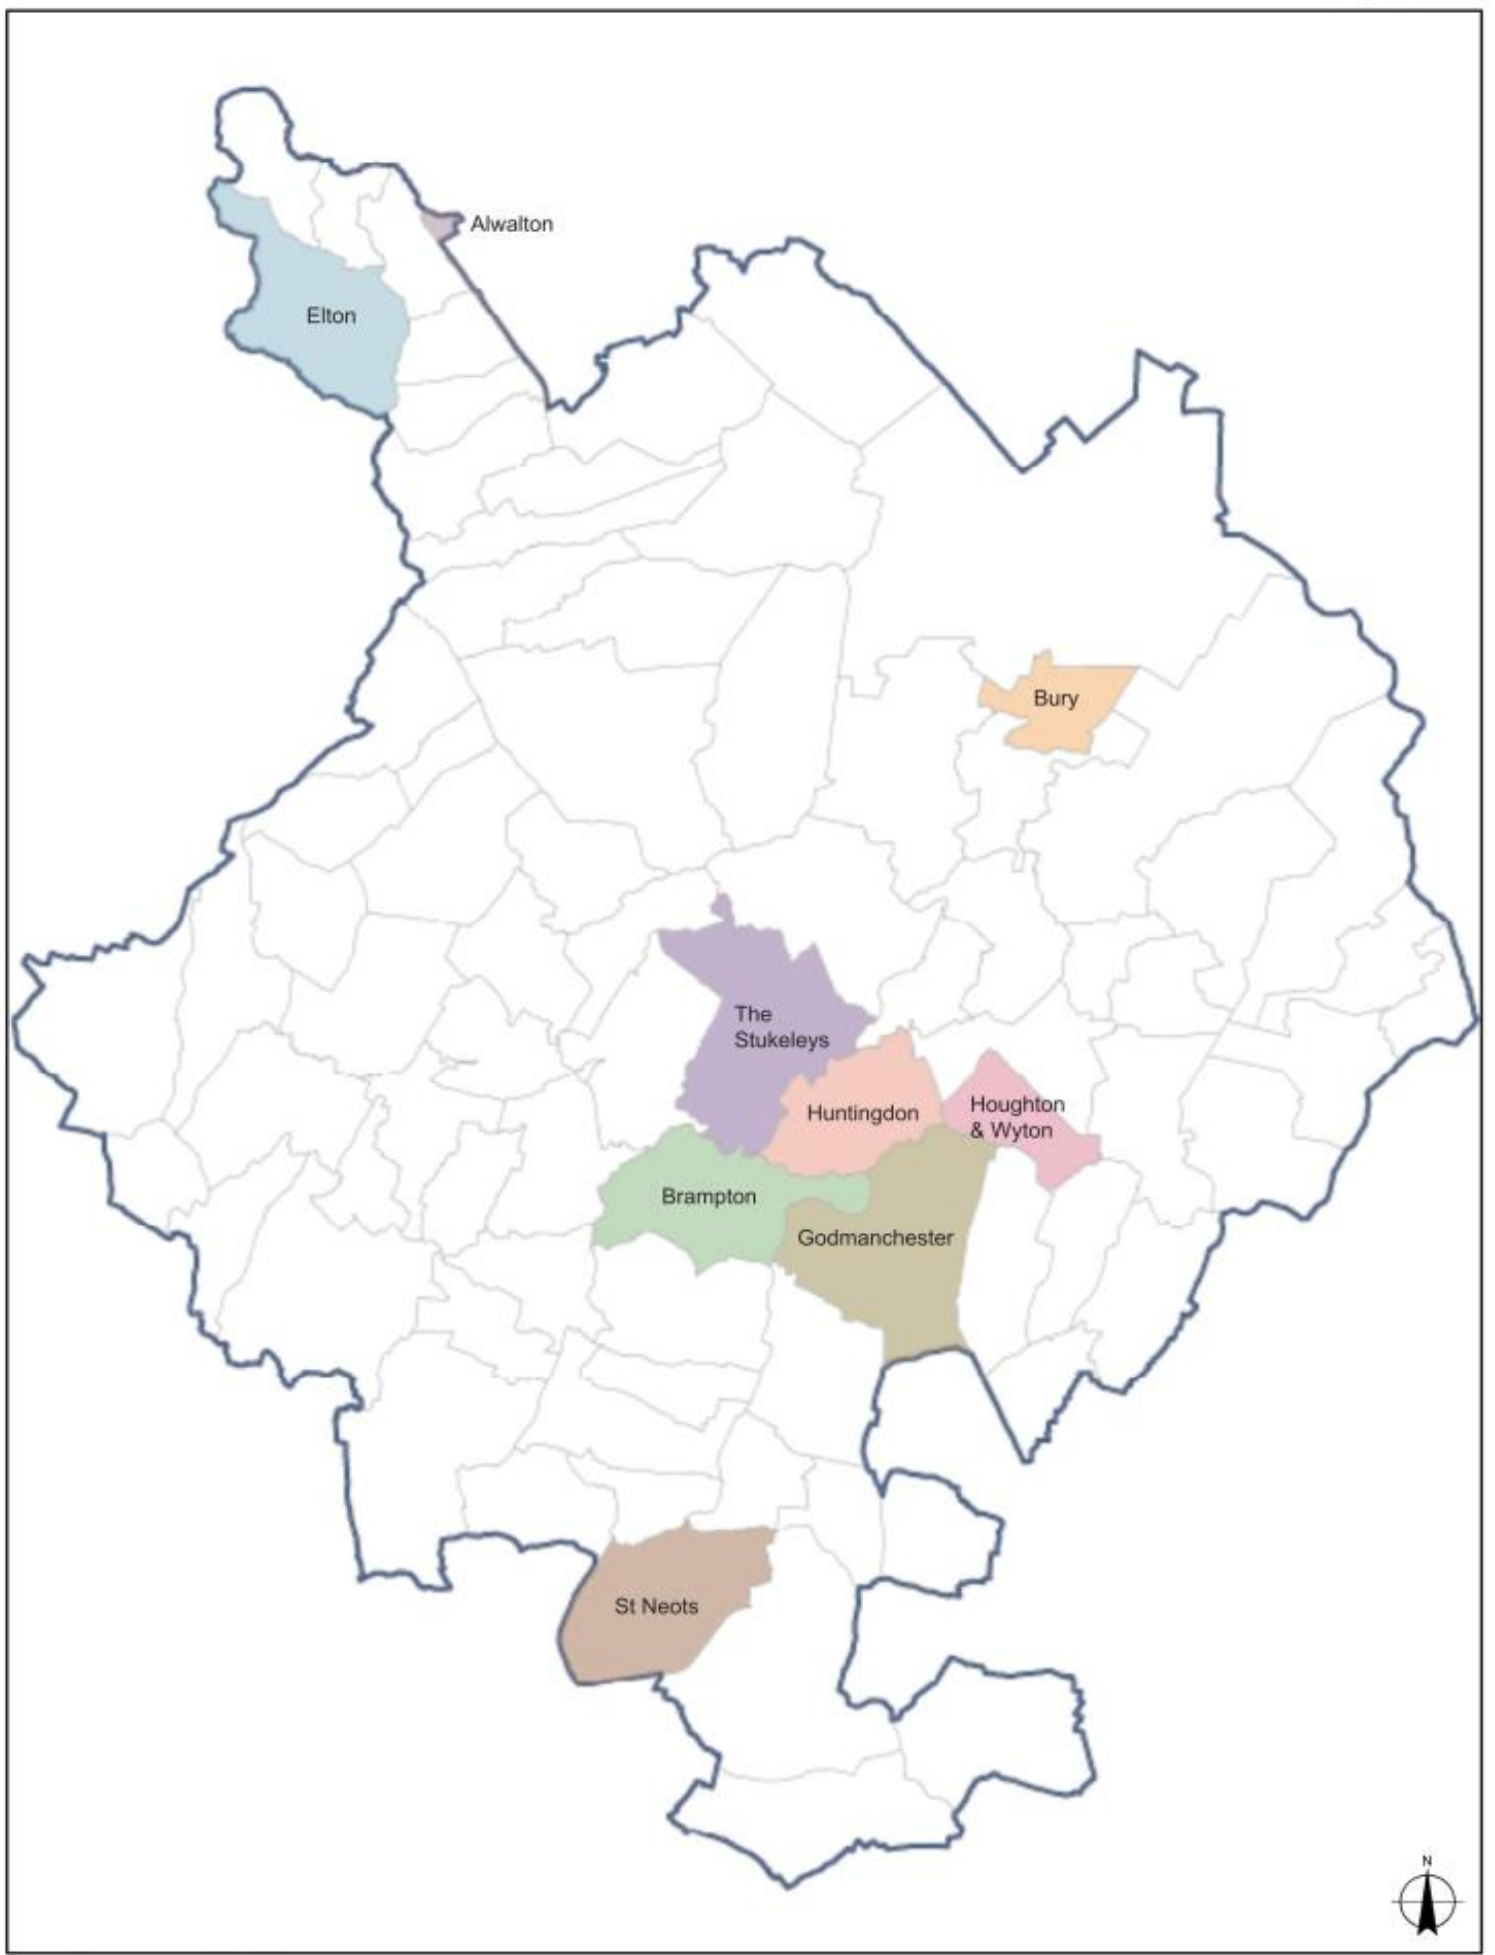 Alwalton
Elton
Bury
The
Stukeleys
Huntingdon
Houghton
& Wyton
Brampton
Godmanchester
St Neots
N